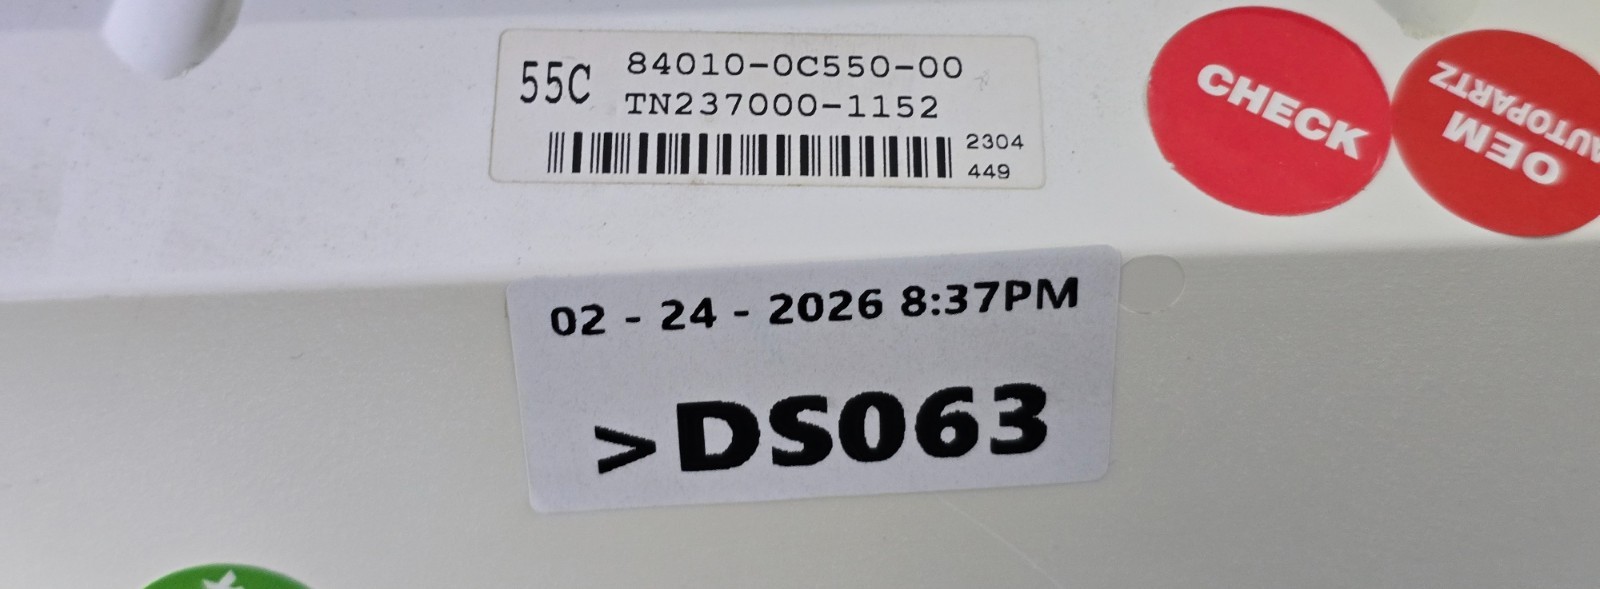 55C
84010-0C550-00
TN237000-1152
2304
449
CHECK
OEM
AUTOPARTZ
02 - 24 - 2026 8:37PM
>DS063